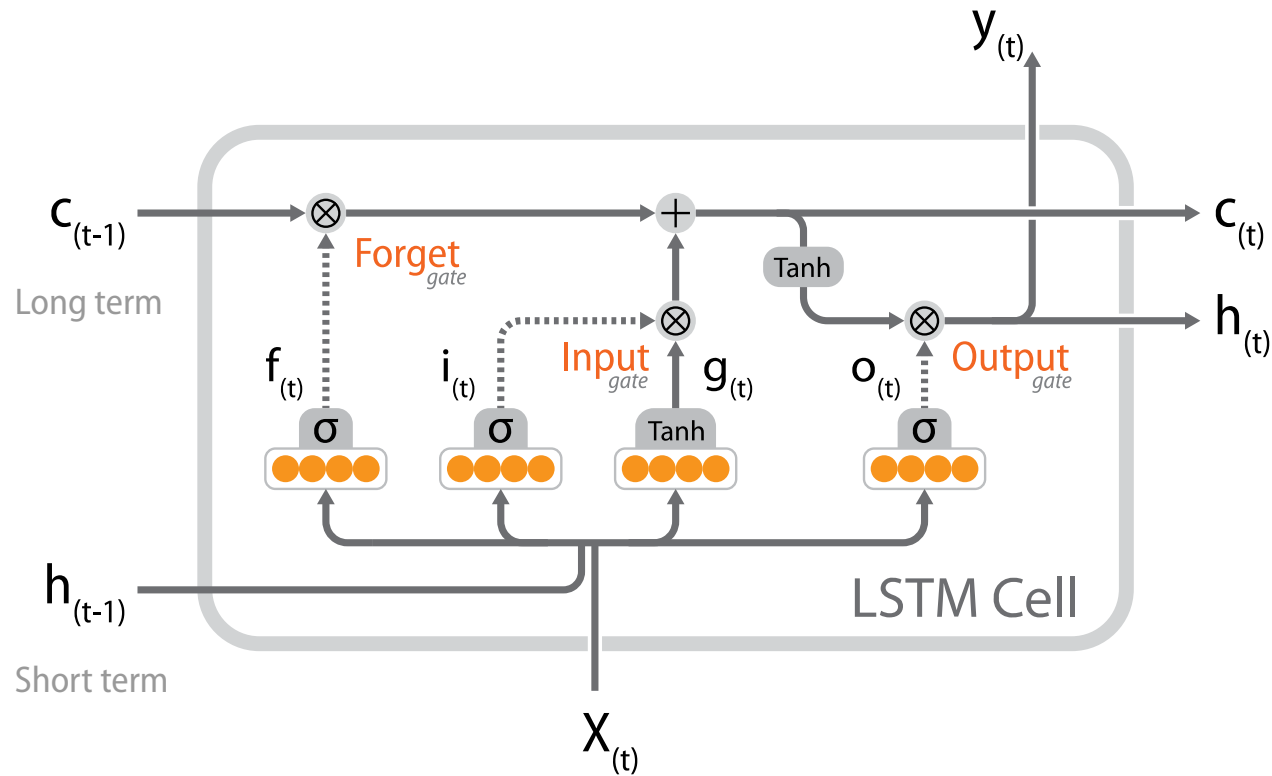 y(t)
c(t-1)
c(t)
Forget
gate
Tanh
Long term
h(t)
f(t)
i(t)
Input
gate
g(t)
o(t)
Output
gate
σ
σ
Tanh
σ
h(t-1)
LSTM Cell
Short term
X(t)